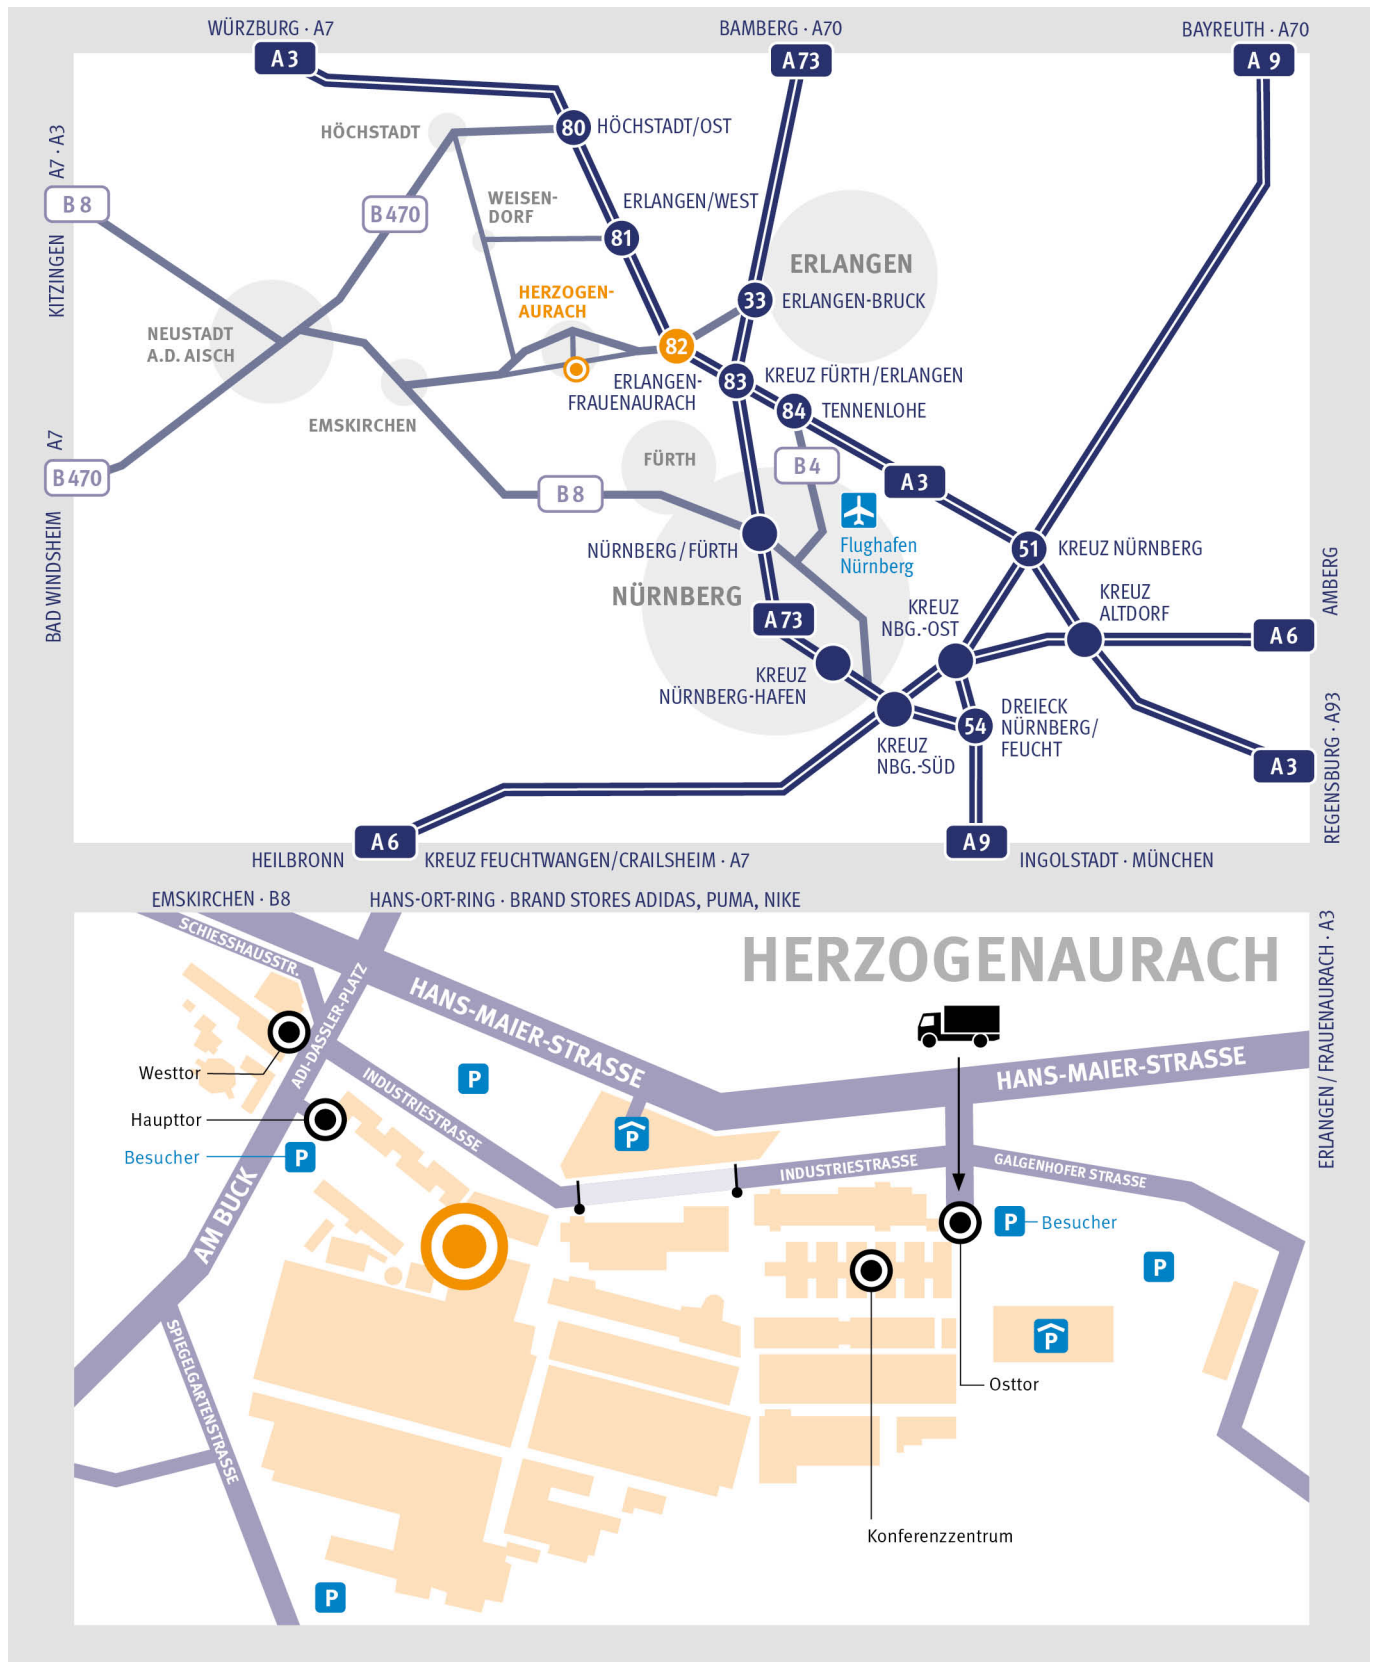 WÜRZBURG · A7
BAMBERG · A70
BAYREUTH · A70
A 3
A 73
A 9
KITZINGEN A7 · A3
HÖCHSTADT
80
HÖCHSTADT/OST
B 8
B 470
WEISEN-
DORF
ERLANGEN/WEST
81
ERLANGEN
HERZOGEN-
AURACH
33
ERLANGEN-BRUCK
NEUSTADT
A.D. AISCH
82
83
KREUZ FÜRTH/ERLANGEN
ERLANGEN-
FRAUENAURACH
84
TENNENLOHE
EMSKIRCHEN
BAD WINDSHEIM A7
B 470
FÜRTH
B 4
A 3
B 8
Flughafen
Nürnberg
NÜRNBERG/FÜRTH
51
KREUZ NÜRNBERG
NÜRNBERG
A 73
KREUZ
NBG.-OST
KREUZ
ALTDORF
AMBERG
A 6
KREUZ
NÜRNBERG-HAFEN
54
DREIECK
NÜRNBERG/
FEUCHT
KREUZ
NBG.-SÜD
A 3
REGENSBURG · A93
HEILBRONN
A 6
KREUZ FEUCHTWANGEN/CRAILSHEIM · A7
A 9
INGOLSTADT · MÜNCHEN
EMSKIRCHEN · B8
HANS-ORT-RING · BRAND STORES ADIDAS, PUMA, NIKE
ERLANGEN / FRAUENAURACH · A3
HERZOGENAURACH
SCHIESSHAUSSTR.
ADI-DASSLER-PLATZ
HANS-MAIER-STRASSE
HANS-MAIER-STRASSE
Westtor
INDUSTRIESTRASSE
P
Haupttor
P
Besucher
P
INDUSTRIESTRASSE
GALGENHOFER STRASSE
AM BUCK
P
Besucher
P
P
SPIEGELGARTENSTRASSE
Osttor
Konferenzzentrum
P